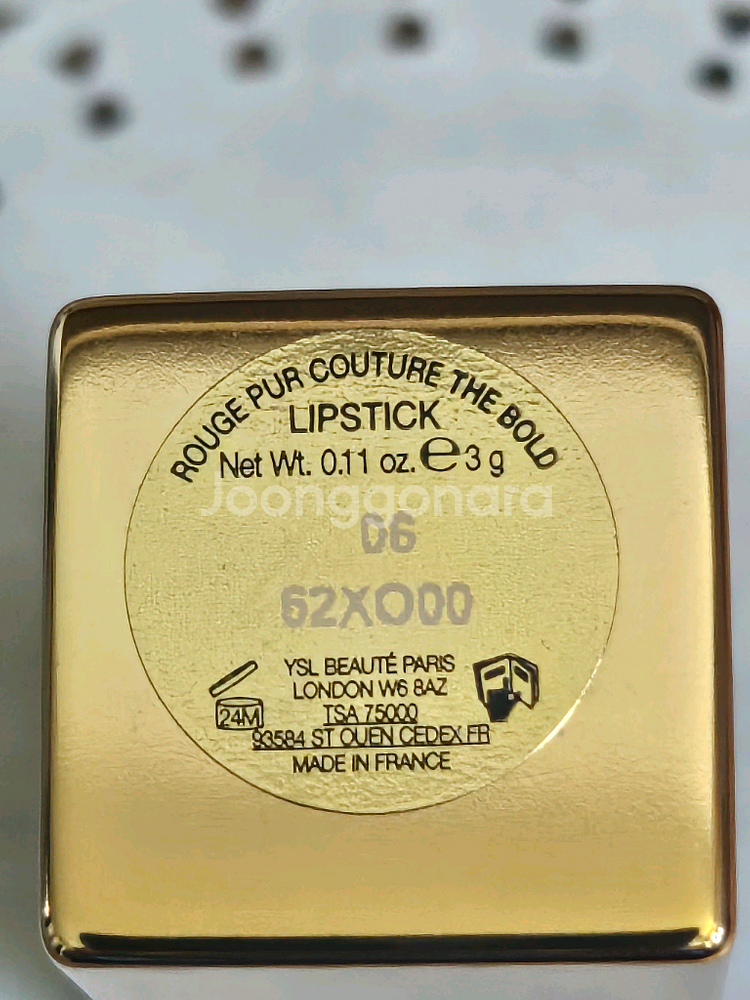 ROUGE PUR COUTURE THE BOLD
LIPSTICK
Net Wt. 0.11 oz. e 3 g
Joonggonara
06
62XO00
24M
YSL BEAUTÉ PARIS
LONDON W6 8AZ
TSA 75000
93584 ST OUEN CEDEX FR
MADE IN FRANCE